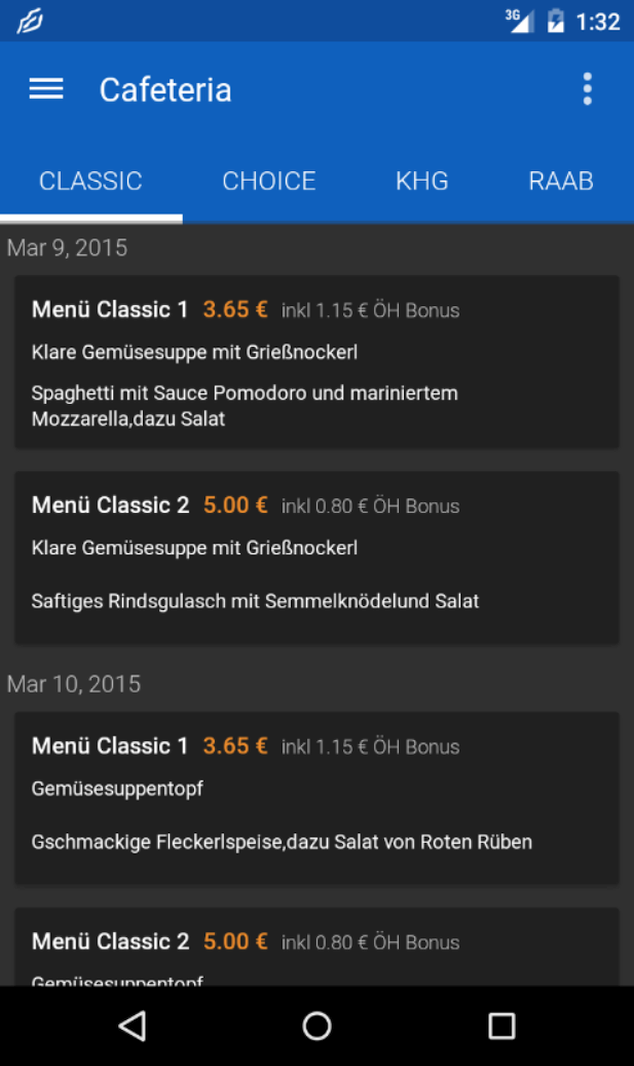 3G 1:32
Cafeteria
CLASSIC CHOICE KHG RAAB
Mar 9, 2015
Menü Classic 1 3.65 € inkl 1.15 € ÖH Bonus
Klare Gemüsesuppe mit Grießnockerl
Spaghetti mit Sauce Pomodoro und mariniertem
Mozzarella,dazu Salat
Menü Classic 2 5.00 € inkl 0.80 € ÖH Bonus
Klare Gemüsesuppe mit Grießnockerl
Saftiges Rindsgulasch mit Semmelknödelund Salat
Mar 10, 2015
Menü Classic 1 3.65 € inkl 1.15 € ÖH Bonus
Gemüsesuppentopf
Gschmackige Fleckerlspeise,dazu Salat von Roten Rüben
Menü Classic 2 5.00 € inkl 0.80 € ÖH Bonus
Gemüsesuppentopf